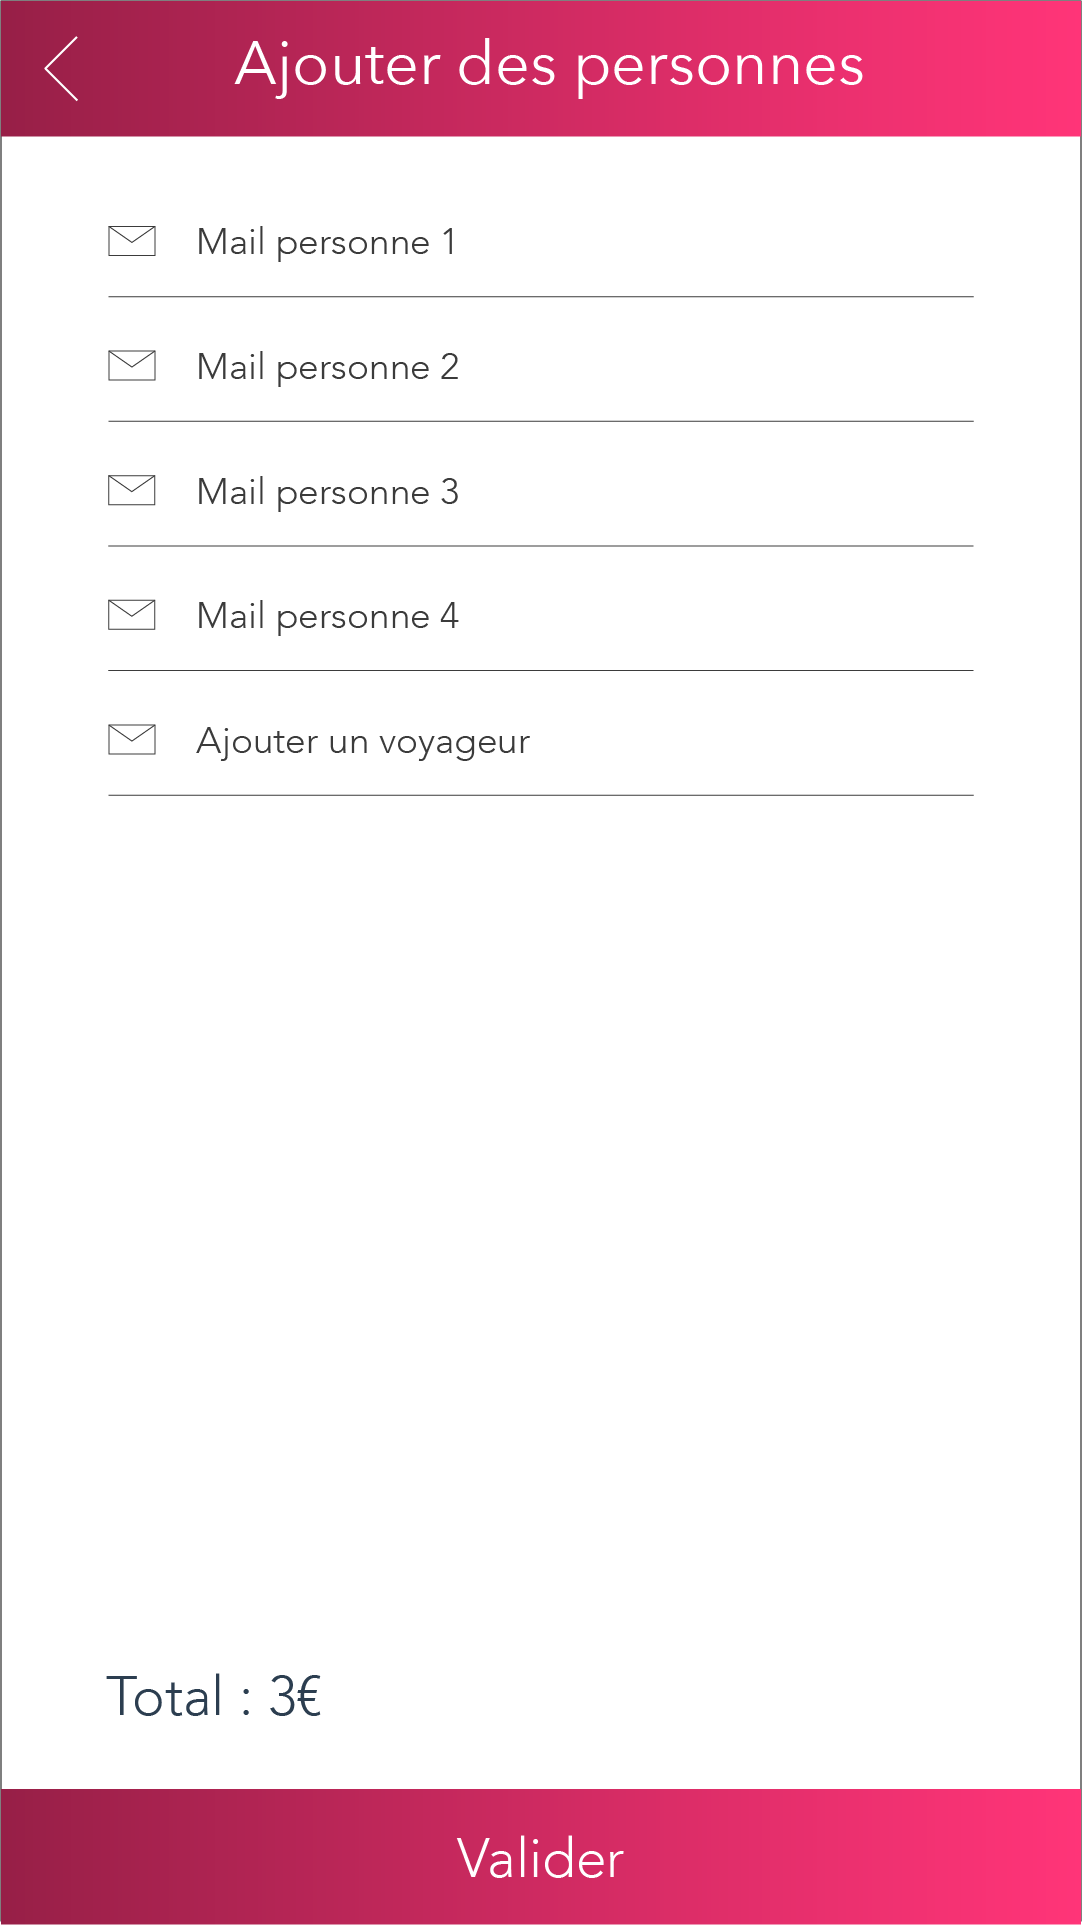 Ajouter des personnes
Mail personne 1
Mail personne 2
Mail personne 3
Mail personne 4
Ajouter un voyageur
Total : 3€
Valider